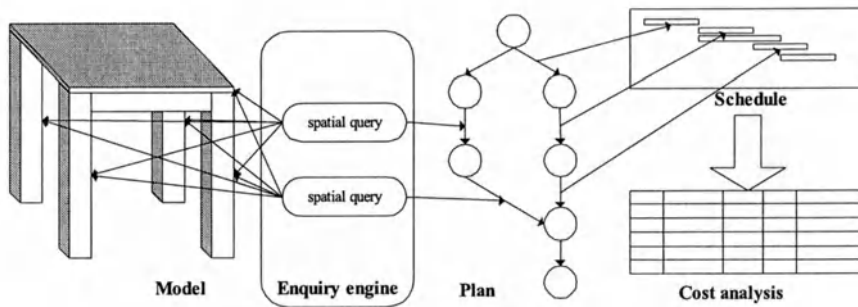 spatial query
spatial query
Schedule
Model
Enquiry engine
Plan
Cost analysis